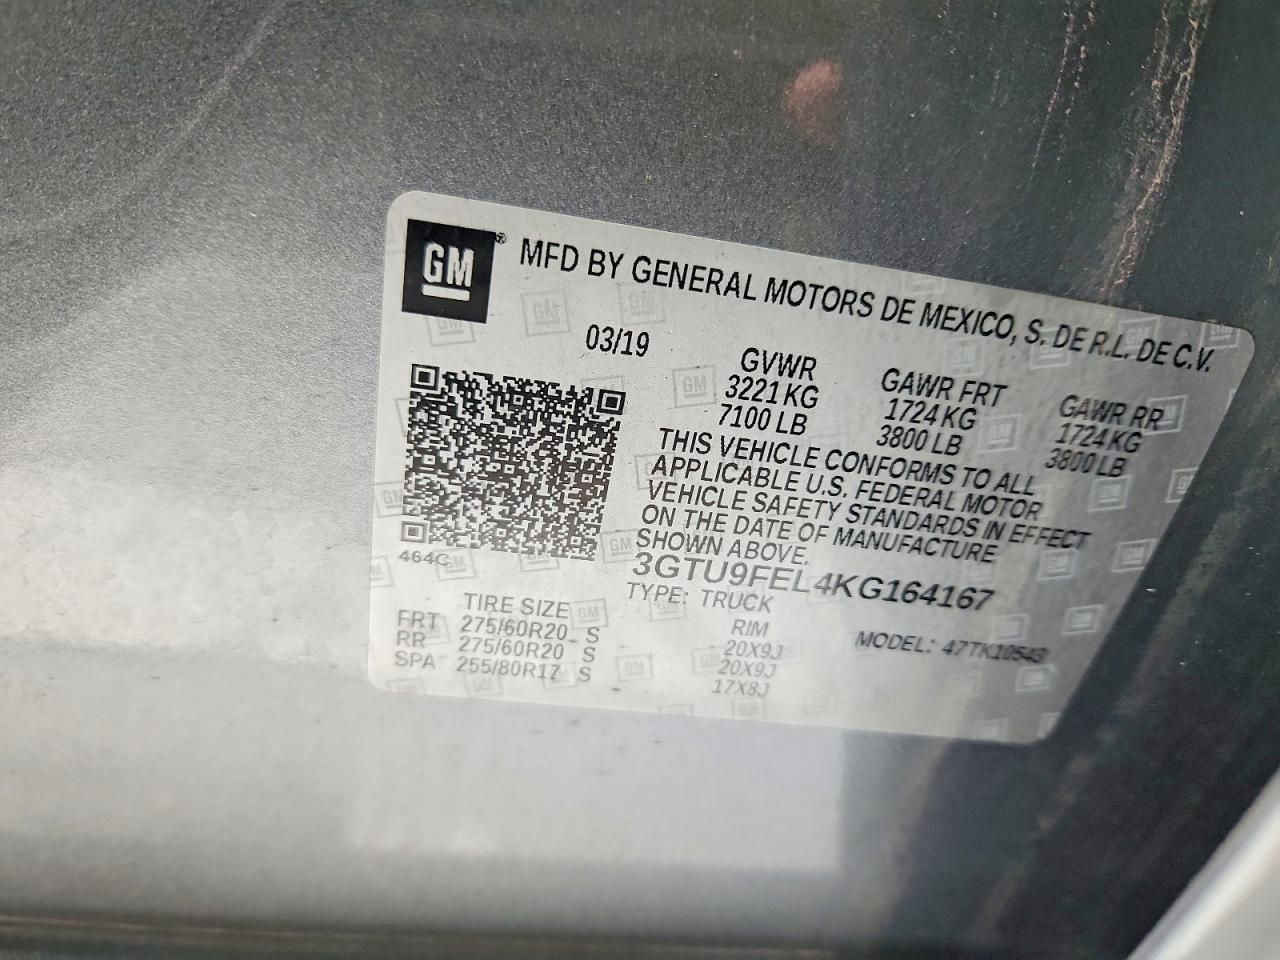 GM ® MFD BY GENERAL MOTORS DE MEXICO, S. DE R.L. DE C.V.
03/19
GVWR GAWR FRT GAWR RR
3221 KG 1724 KG 1724 KG
7100 LB 3800 LB 3800 LB
THIS VEHICLE CONFORMS TO ALL
APPLICABLE U.S. FEDERAL MOTOR
VEHICLE SAFETY STANDARDS IN EFFECT
ON THE DATE OF MANUFACTURE
SHOWN ABOVE.
464C
3GTU9FEL4KG164167
TYPE: TRUCK MODEL: 47TK10543
TIRE SIZE RIM
FRT 275/60R20 S 20X9J
RR 275/60R20 S 20X9J
SPA 255/80R17 S 17X8J